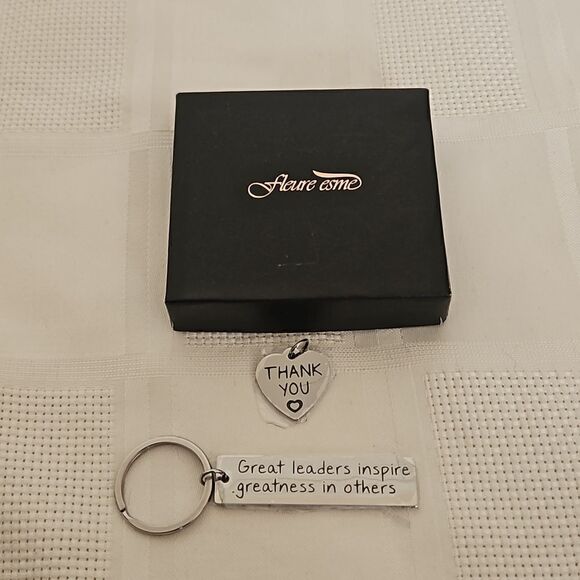 fleure esme
THANK
YOU
Great leaders inspire
greatness in others